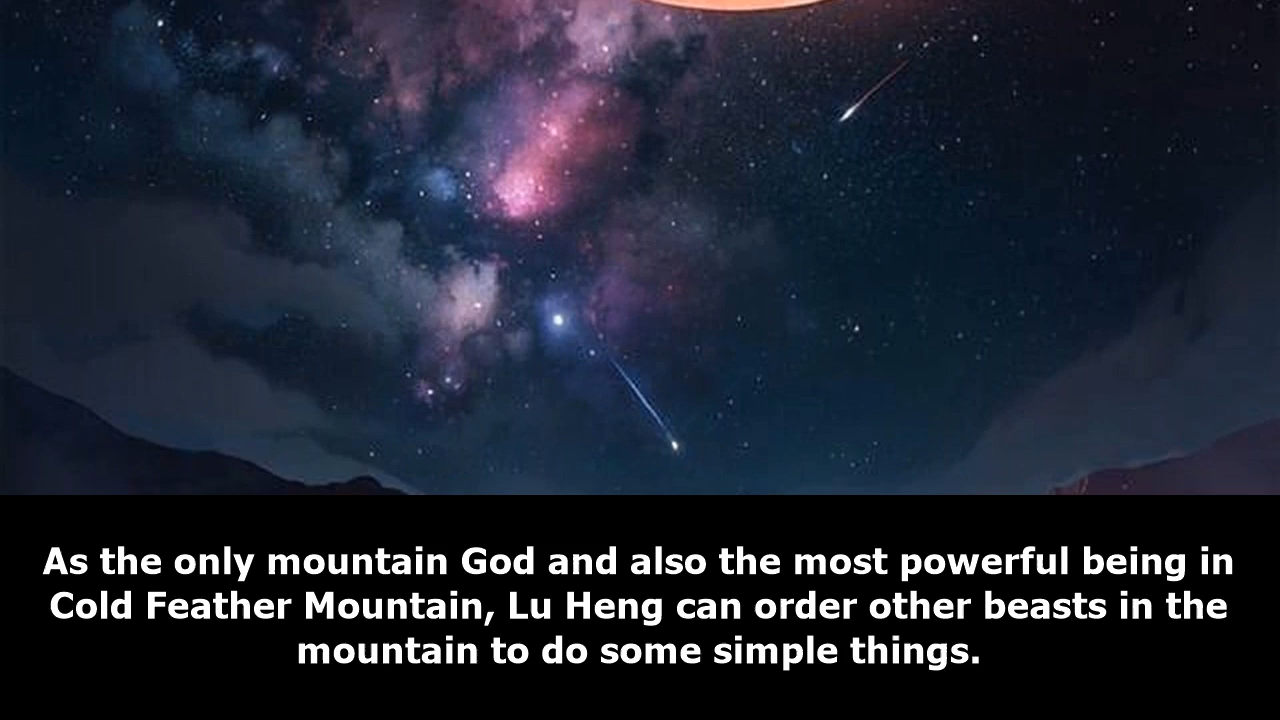 As the only mountain God and also the most powerful being in
Cold Feather Mountain, Lu Heng can order other beasts in the
mountain to do some simple things.